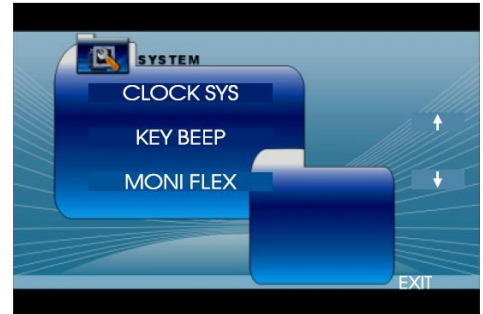 SYSTEM
CLOCK SYS
KEY BEEP
MONI FLEX
EXIT